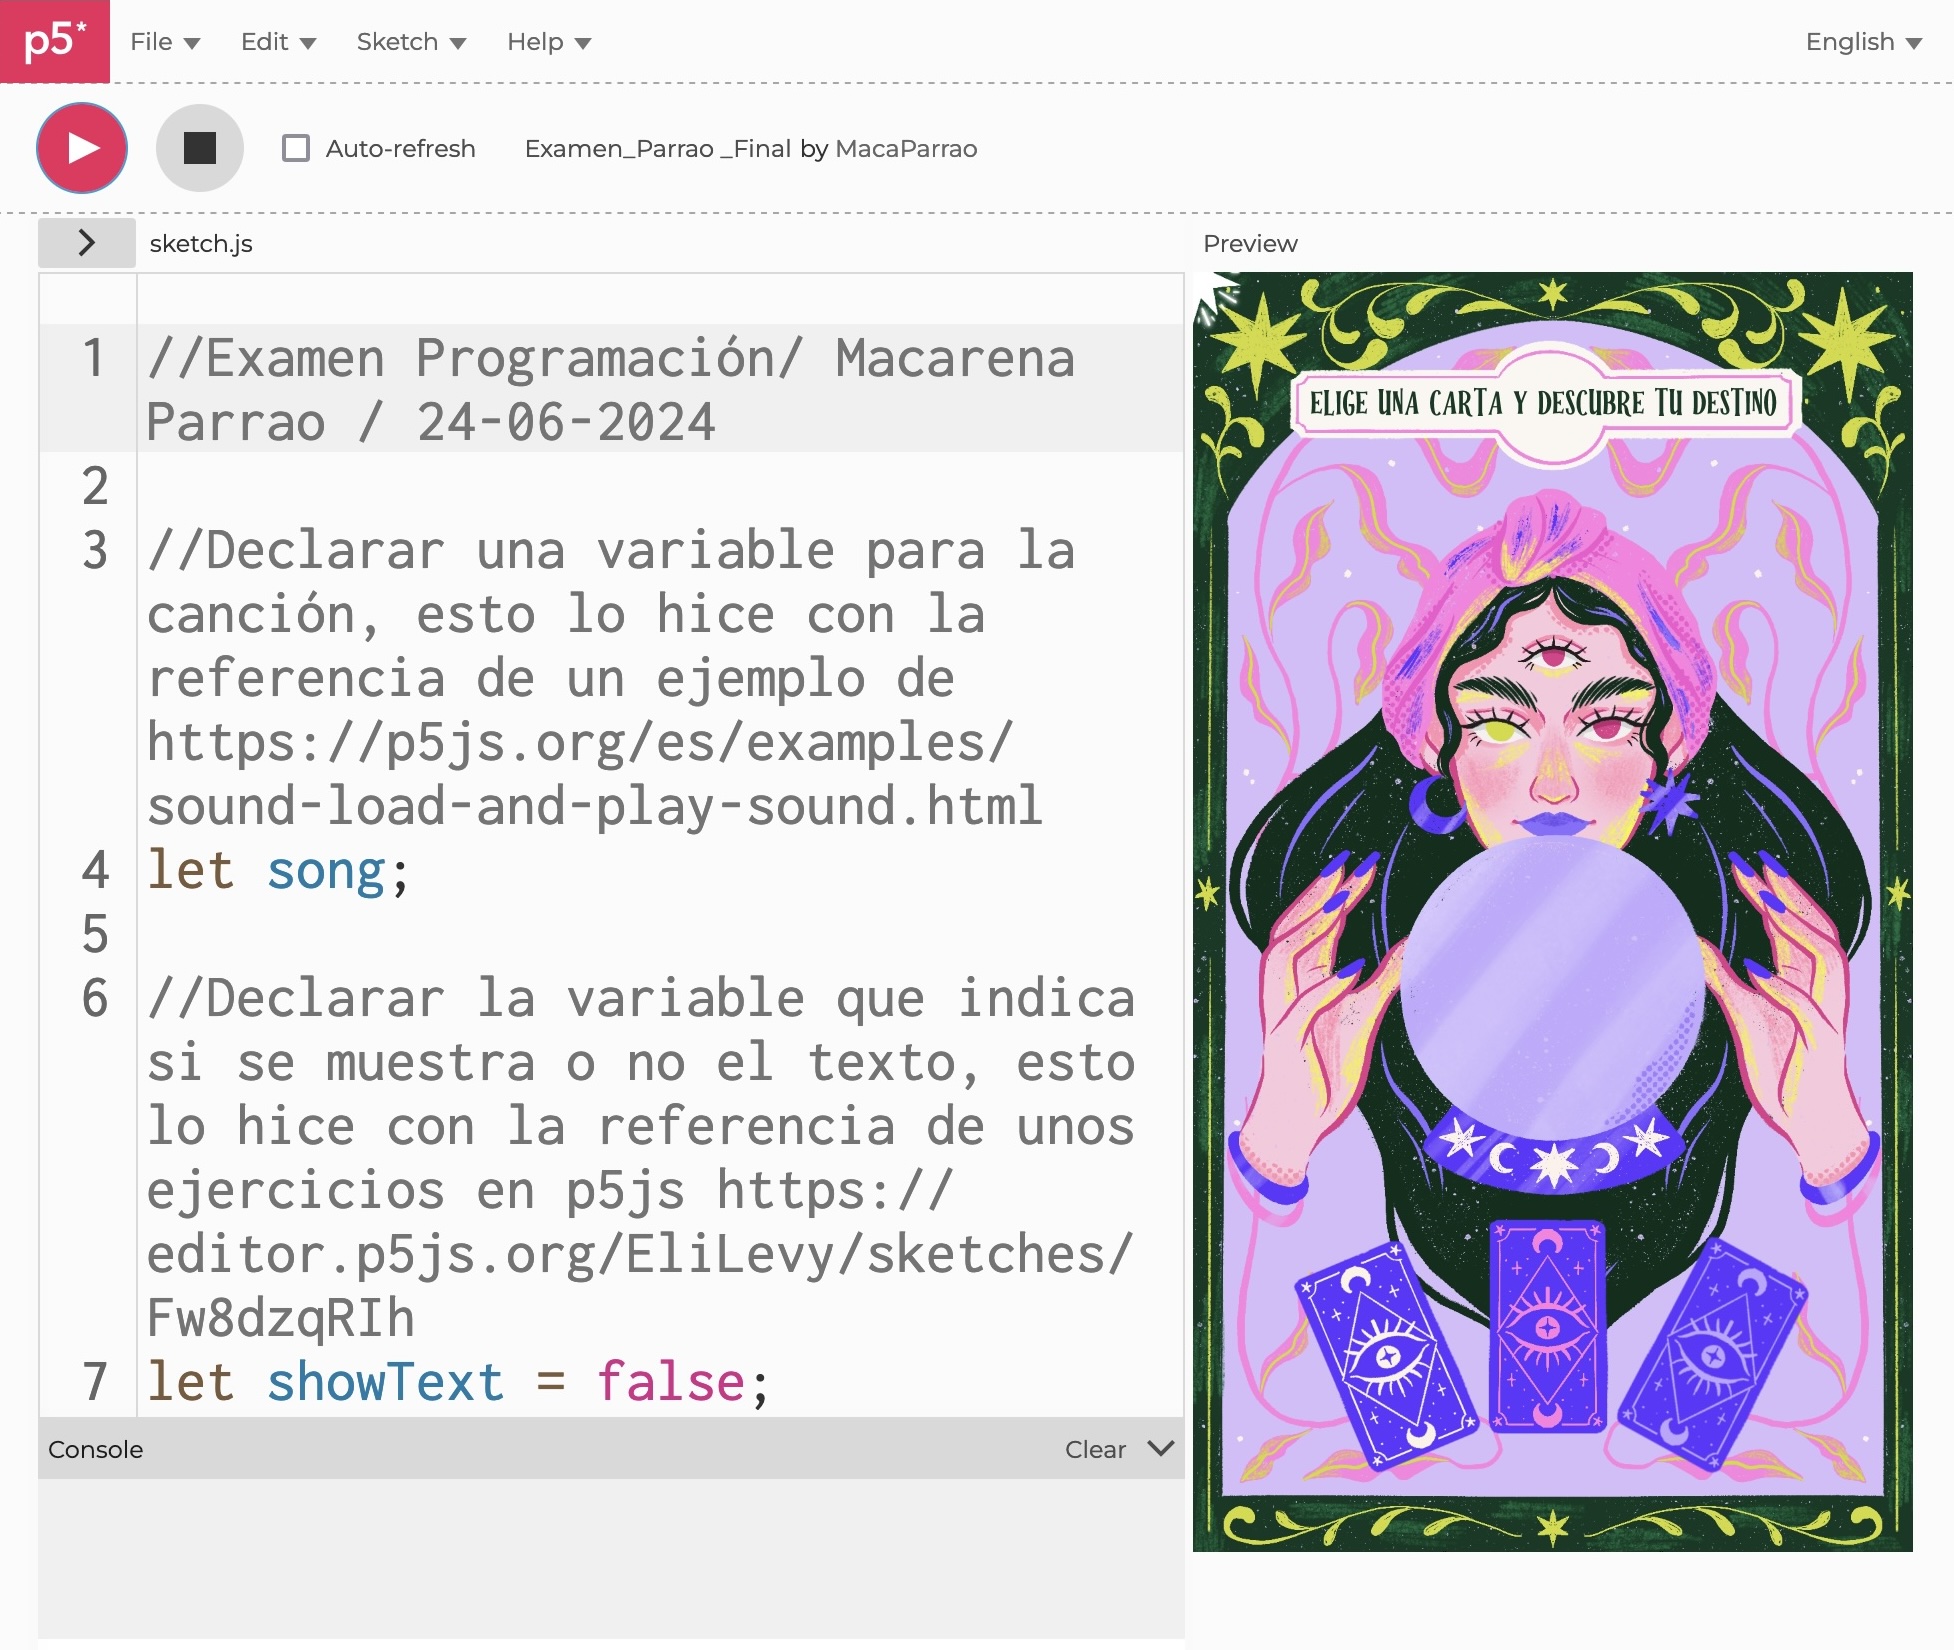 p5*
File Edit Sketch Help English
Auto-refresh Examen_Parrao _Final by MacaParrao
sketch.js
Preview
1 //Examen Programación/ Macarena
Parrao / 24-06-2024
2
3 //Declarar una variable para la
canción, esto lo hice con la
referencia de un ejemplo de
https://p5js.org/es/examples/
sound-load-and-play-sound.html
4 let song;
5
6 //Declarar la variable que indica
si se muestra o no el texto, esto
lo hice con la referencia de unos
ejercicios en p5js https://
editor.p5js.org/EliLevy/sketches/
Fw8dzqRIh
7 let showText = false;
Console Clear
ELIGE UNA CARTA Y DESCUBRE TU DESTINO